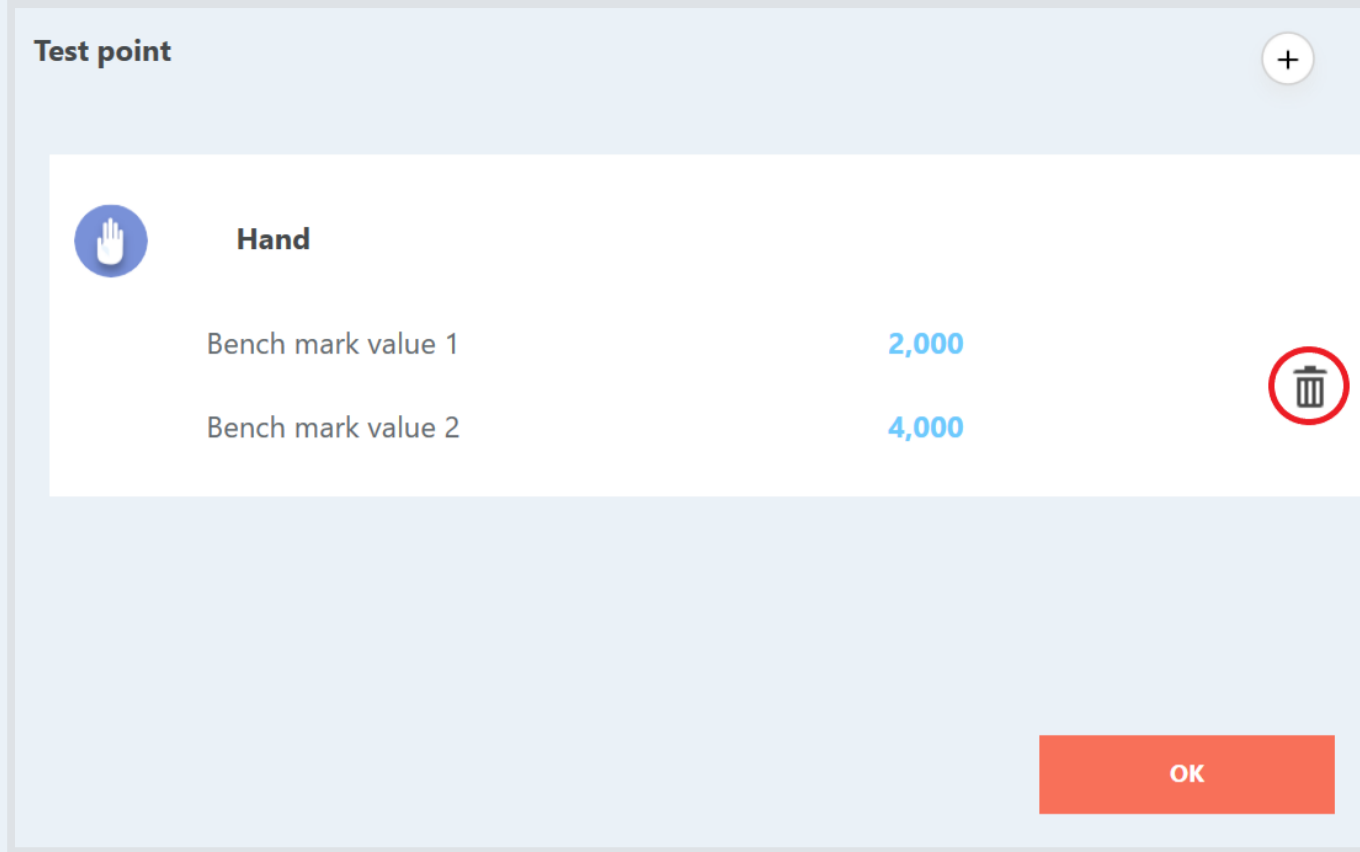 Test point
Hand
Bench mark value 1 2,000
Bench mark value 2 4,000
OK